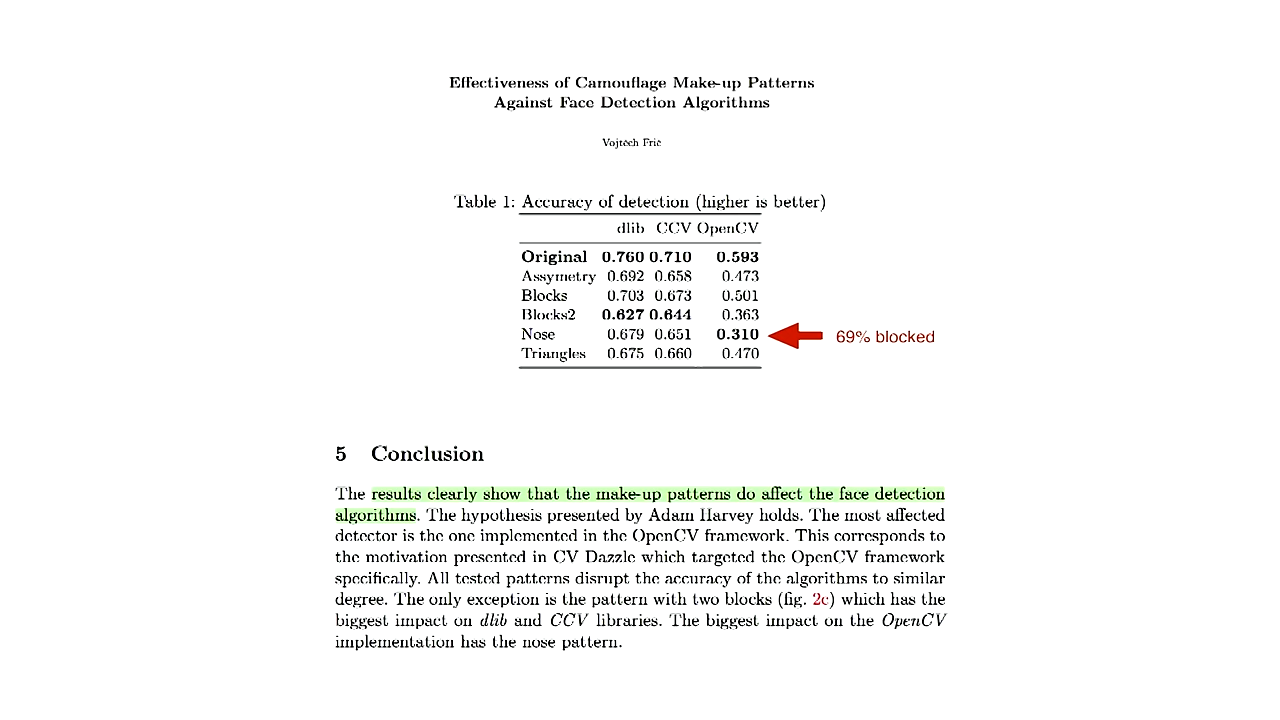 Effectiveness of Camouflage Make-up Patterns
Against Face Detection Algorithms
Vojtěch Frič
Table 1: Accuracy of detection (higher is better)
dlib CCV OpenCV
Original 0.760 0.710 0.593
Assymetry 0.692 0.658 0.473
Blocks 0.703 0.673 0.501
Blocks2 0.627 0.644 0.363
Nose 0.679 0.651 0.310 69% blocked
Triangles 0.675 0.660 0.470
5 Conclusion
The results clearly show that the make-up patterns do affect the face detection
algorithms. The hypothesis presented by Adam Harvey holds. The most affected
detector is the one implemented in the OpenCV framework. This corresponds to
the motivation presented in CV Dazzle which targeted the OpenCV framework
specifically. All tested patterns disrupt the accuracy of the algorithms to similar
degree. The only exception is the pattern with two blocks (fig. 2c) which has the
biggest impact on dlib and CCV libraries. The biggest impact on the OpenCV
implementation has the nose pattern.